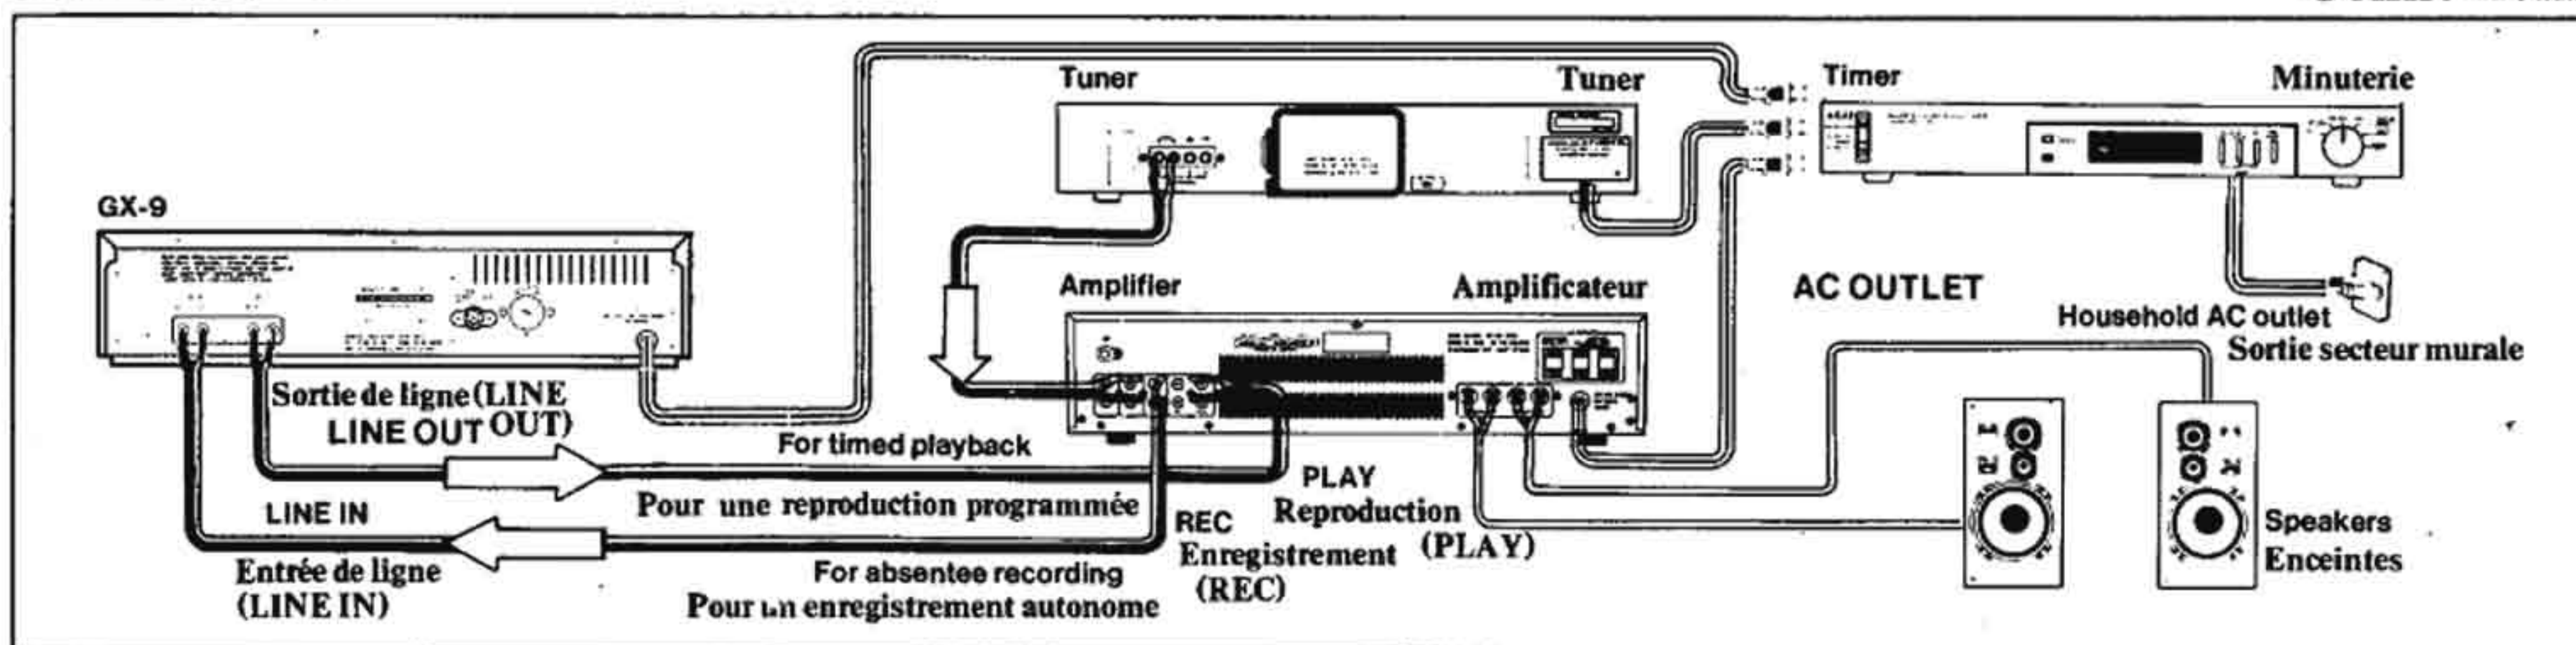 Tuner
Tuner
Timer
Minuterie
GX-9
Amplifier
Amplificateur
AC OUTLET
Household AC outlet
Sortie secteur murale
Sortie de ligne (LINE
LINE OUT OUT)
For timed playback
Pour une reproduction programmée
PLAY
Reproduction
(PLAY)
LINE IN
Entrée de ligne
(LINE IN)
REC
Enregistrement
(REC)
For absentee recording
Pour un enregistrement autonome
Speakers
Enceintes